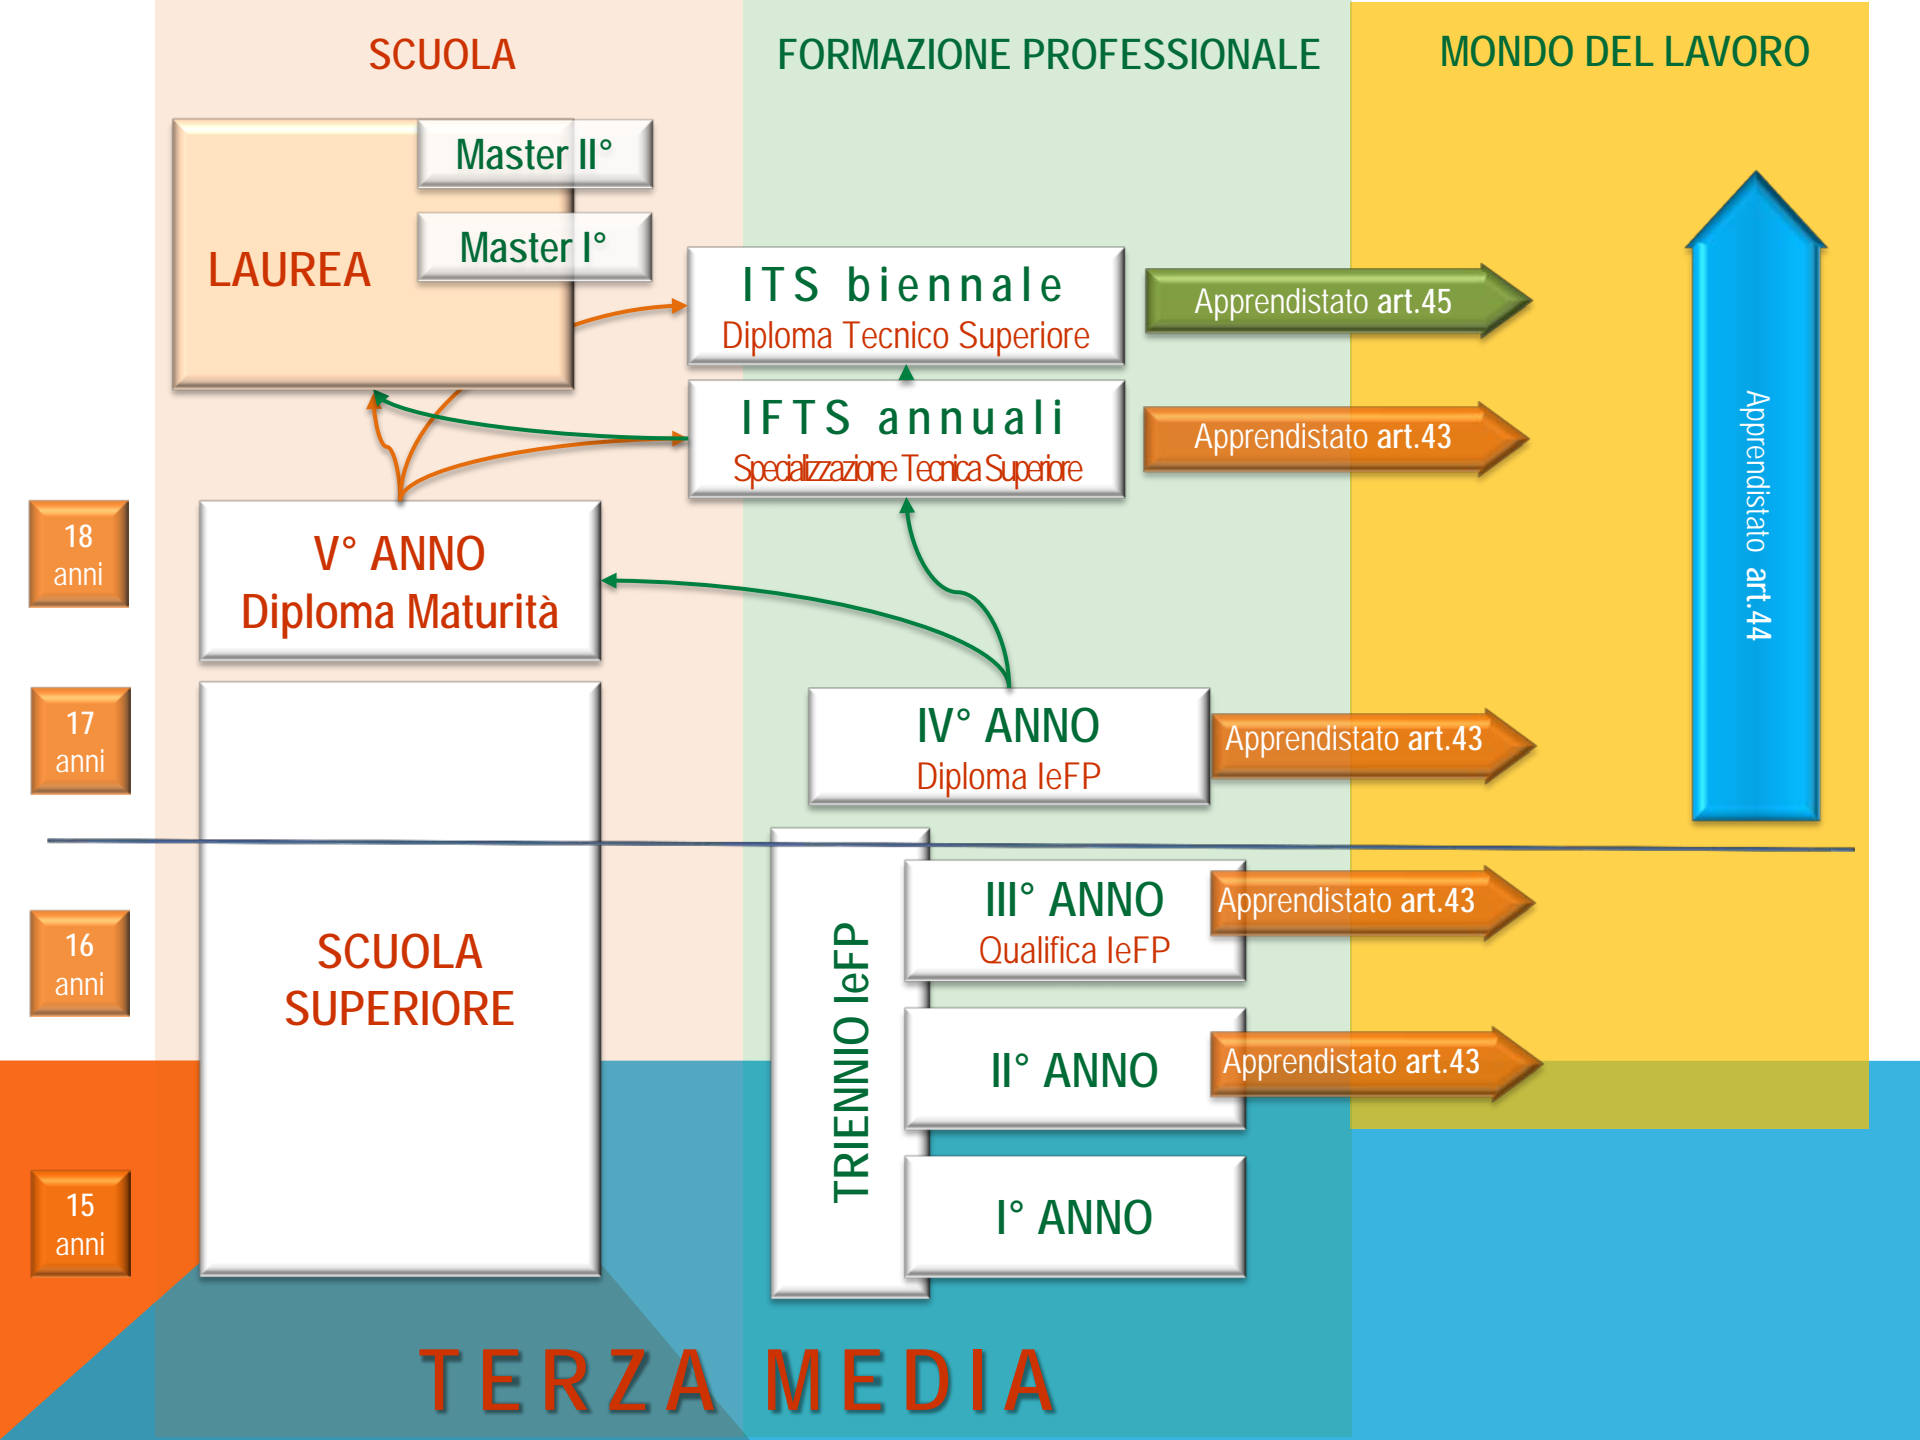 SCUOLA
FORMAZIONE PROFESSIONALE
MONDO DEL LAVORO
Master II°
Master I°
LAUREA
ITS biennale
Diploma Tecnico Superiore
Apprendistato art.45
IFTS annuali
Specializzazione Tecnica Superiore
Apprendistato art.43
Apprendistato art.44
18
anni
V° ANNO
Diploma Maturità
17
anni
IV° ANNO
Diploma IeFP
Apprendistato art.43
16
anni
SCUOLA
SUPERIORE
TRIENNIO IeFP
III° ANNO
Qualifica IeFP
Apprendistato art.43
II° ANNO
Apprendistato art.43
15
anni
I° ANNO
TERZA MEDIA